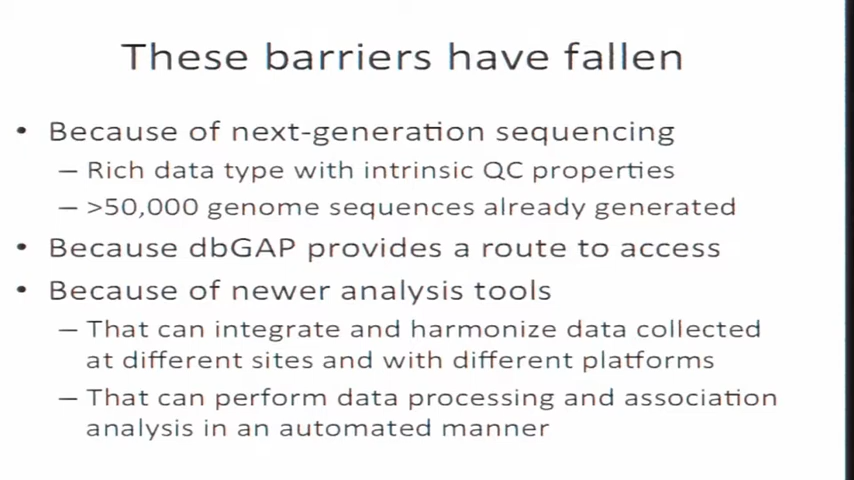 These barriers have fallen
• Because of next-generation sequencing
– Rich data type with intrinsic QC properties
– >50,000 genome sequences already generated
• Because dbGAP provides a route to access
• Because of newer analysis tools
– That can integrate and harmonize data collected
at different sites and with different platforms
– That can perform data processing and association
analysis in an automated manner